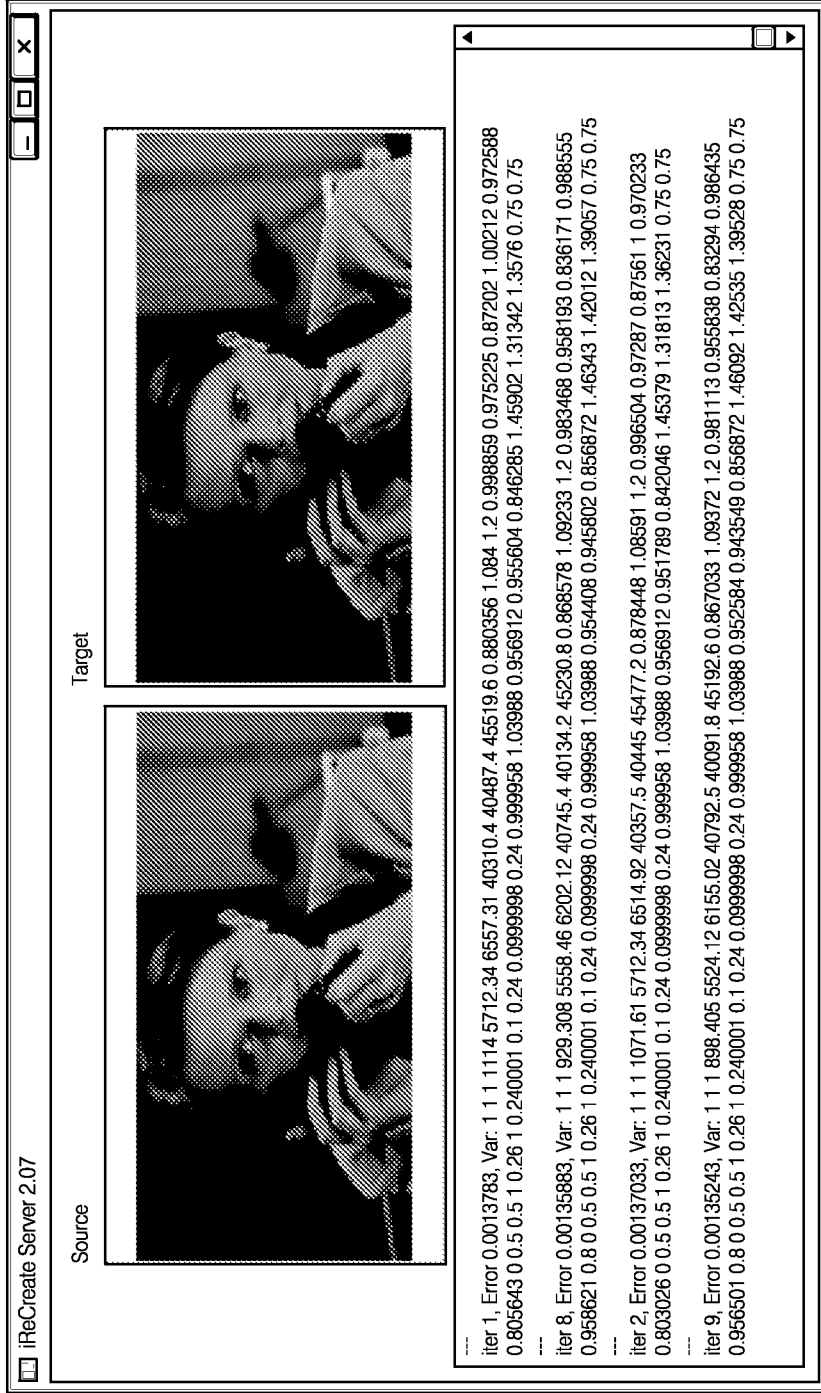 iReCreate Server 2.07
Source
Target
---
iter 1, Error 0.0013783, Var: 1 1 1 1114 5712.34 6557.31 40310.4 40487.4 45519.6 0.880356 1.084 1.2 0.998859 0.975225 0.87202 1.00212 0.972588
0.805643 0 0.5 0.5 1 0.26 1 0.240001 0.1 0.24 0.0999998 0.24 0.999958 1.03988 0.956912 0.955604 0.846285 1.45902 1.31342 1.3576 0.75 0.75
---
iter 8, Error 0.00135883, Var: 1 1 1 929.308 5558.46 6202.12 40745.4 40134.2 45230.8 0.868578 1.09233 1.2 0.983468 0.958193 0.836171 0.988555
0.958621 0.8 0 0.5 0.5 1 0.26 1 0.240001 0.1 0.24 0.0999998 0.24 0.999958 1.03988 0.954408 0.945802 0.856872 1.46343 1.42012 1.39057 0.75 0.75
---
iter 2, Error 0.00137033, Var: 1 1 1 1071.61 5712.34 6514.92 40357.5 40445 45477.2 0.878448 1.08591 1.2 0.996504 0.97287 0.87561 1 0.970233
0.803026 0 0.5 0.5 1 0.26 1 0.240001 0.1 0.24 0.0999998 0.24 0.999958 1.03988 0.956912 0.951789 0.842046 1.45379 1.31813 1.36231 0.75 0.75
---
iter 9, Error 0.00135243, Var: 1 1 1 898.405 5524.12 6155.02 40792.5 40091.8 45192.6 0.867033 1.09372 1.2 0.981113 0.955838 0.83294 0.986435
0.956501 0.8 0 0.5 0.5 1 0.26 1 0.240001 0.1 0.24 0.0999998 0.24 0.999958 1.03988 0.952584 0.943549 0.856872 1.46092 1.42535 1.39528 0.75 0.75